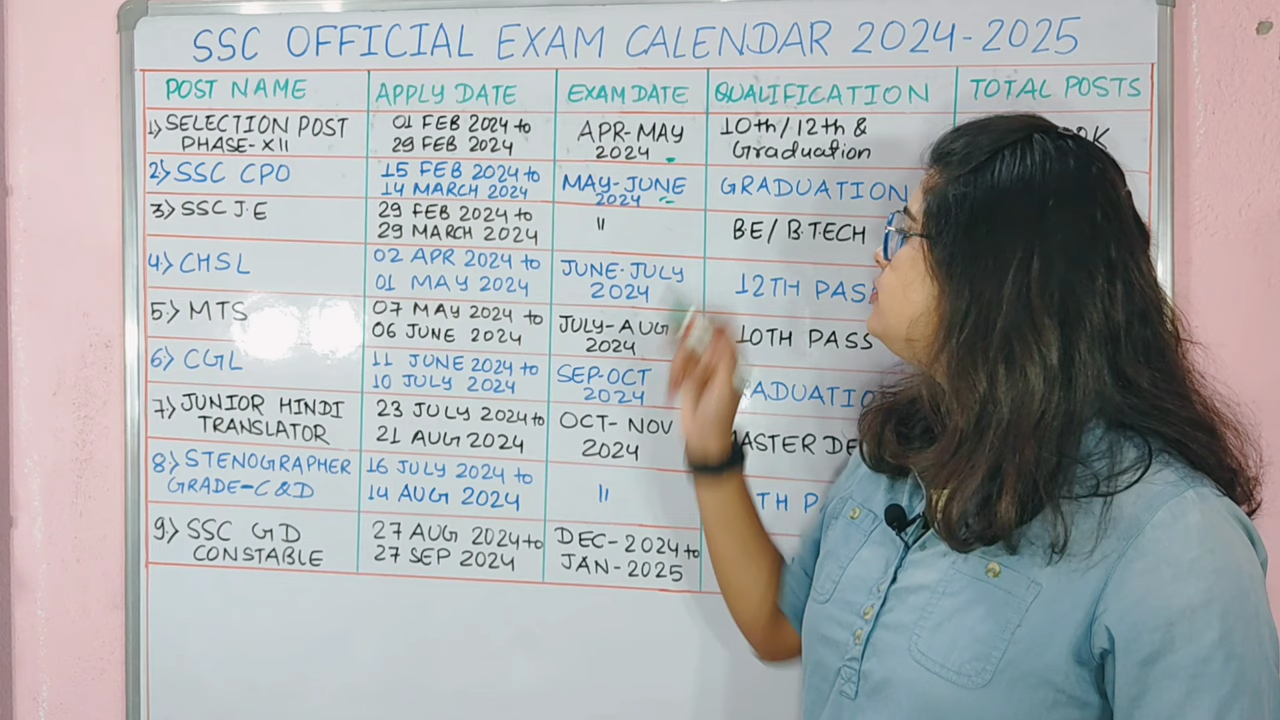 SSC OFFICIAL EXAM CALENDAR 2024-2025
POST NAME APPLY DATE EXAM DATE QUALIFICATION TOTAL POSTS
1) SELECTION POST PHASE-XII
01 FEB 2024 to 29 FEB 2024
APR-MAY 2024
10th/12th & Graduation
2) SSC CPO
15 FEB 2024 to 14 MARCH 2024
MAY-JUNE 2024
GRADUATION
3) SSC J.E
29 FEB 2024 to 29 MARCH 2024
"
B.E/B.TECH
4) CHSL
02 APR 2024 to 01 MAY 2024
JUNE-JULY 2024
12TH PAS
5) MTS
07 MAY 2024 to 06 JUNE 2024
JULY-AUG 2024
10TH PASS
6) CGL
11 JUNE 2024 to 10 JULY 2024
SEP-OCT 2024
RADUATIO
7) JUNIOR HINDI TRANSLATOR
23 JULY 2024 to 21 AUG 2024
OCT-NOV 2024
MASTER DE
8) STENOGRAPHER GRADE-C&D
16 JULY 2024 to 14 AUG 2024
"
TH P
9) SSC GD CONSTABLE
27 AUG 2024 to 27 SEP 2024
DEC-2024 to JAN-2025